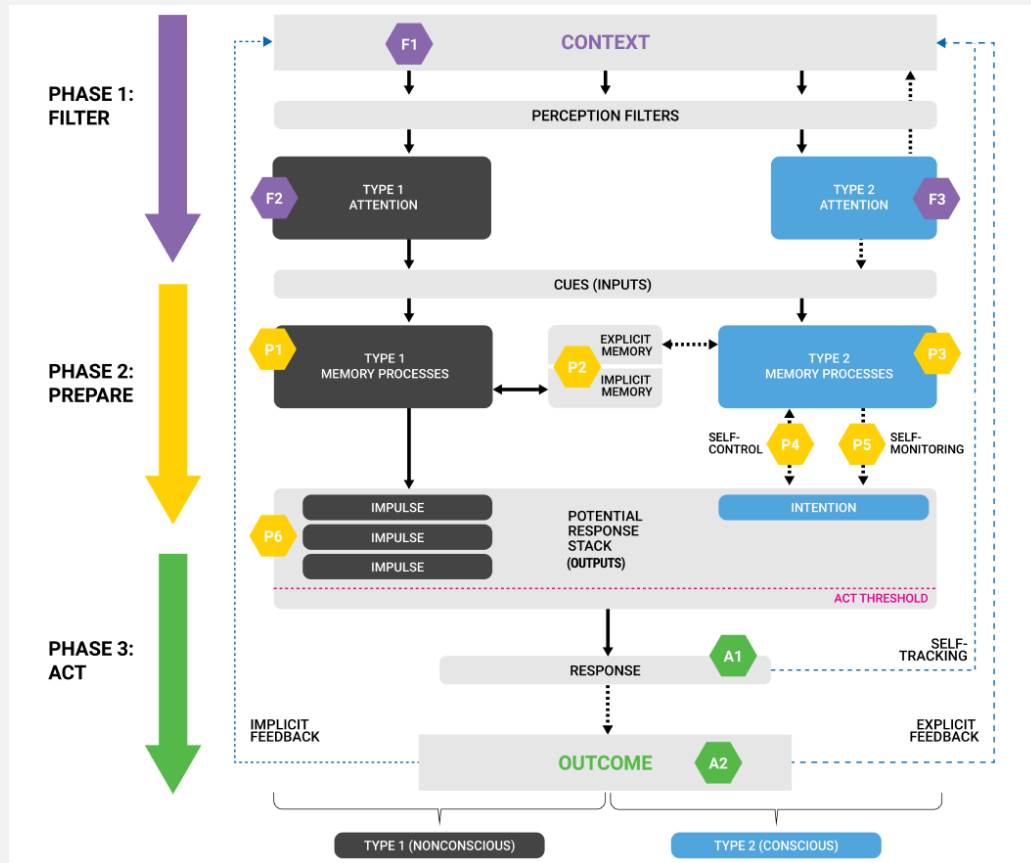 F1
CONTEXT
PHASE 1:
FILTER
PERCEPTION FILTERS
F2
TYPE 1
ATTENTION
TYPE 2
ATTENTION
F3
CUES (INPUTS)
PHASE 2:
PREPARE
P1
TYPE 1
MEMORY PROCESSES
P2
EXPLICIT
MEMORY
IMPLICIT
MEMORY
TYPE 2
MEMORY PROCESSES
P3
SELF-
CONTROL
P4
P5
SELF-
MONITORING
P6
IMPULSE
IMPULSE
IMPULSE
POTENTIAL
RESPONSE
STACK
(OUTPUTS)
INTENTION
ACT THRESHOLD
PHASE 3:
ACT
RESPONSE
A1
SELF-
TRACKING
IMPLICIT
FEEDBACK
EXPLICIT
FEEDBACK
OUTCOME
A2
TYPE 1 (NONCONSCIOUS)
TYPE 2 (CONSCIOUS)